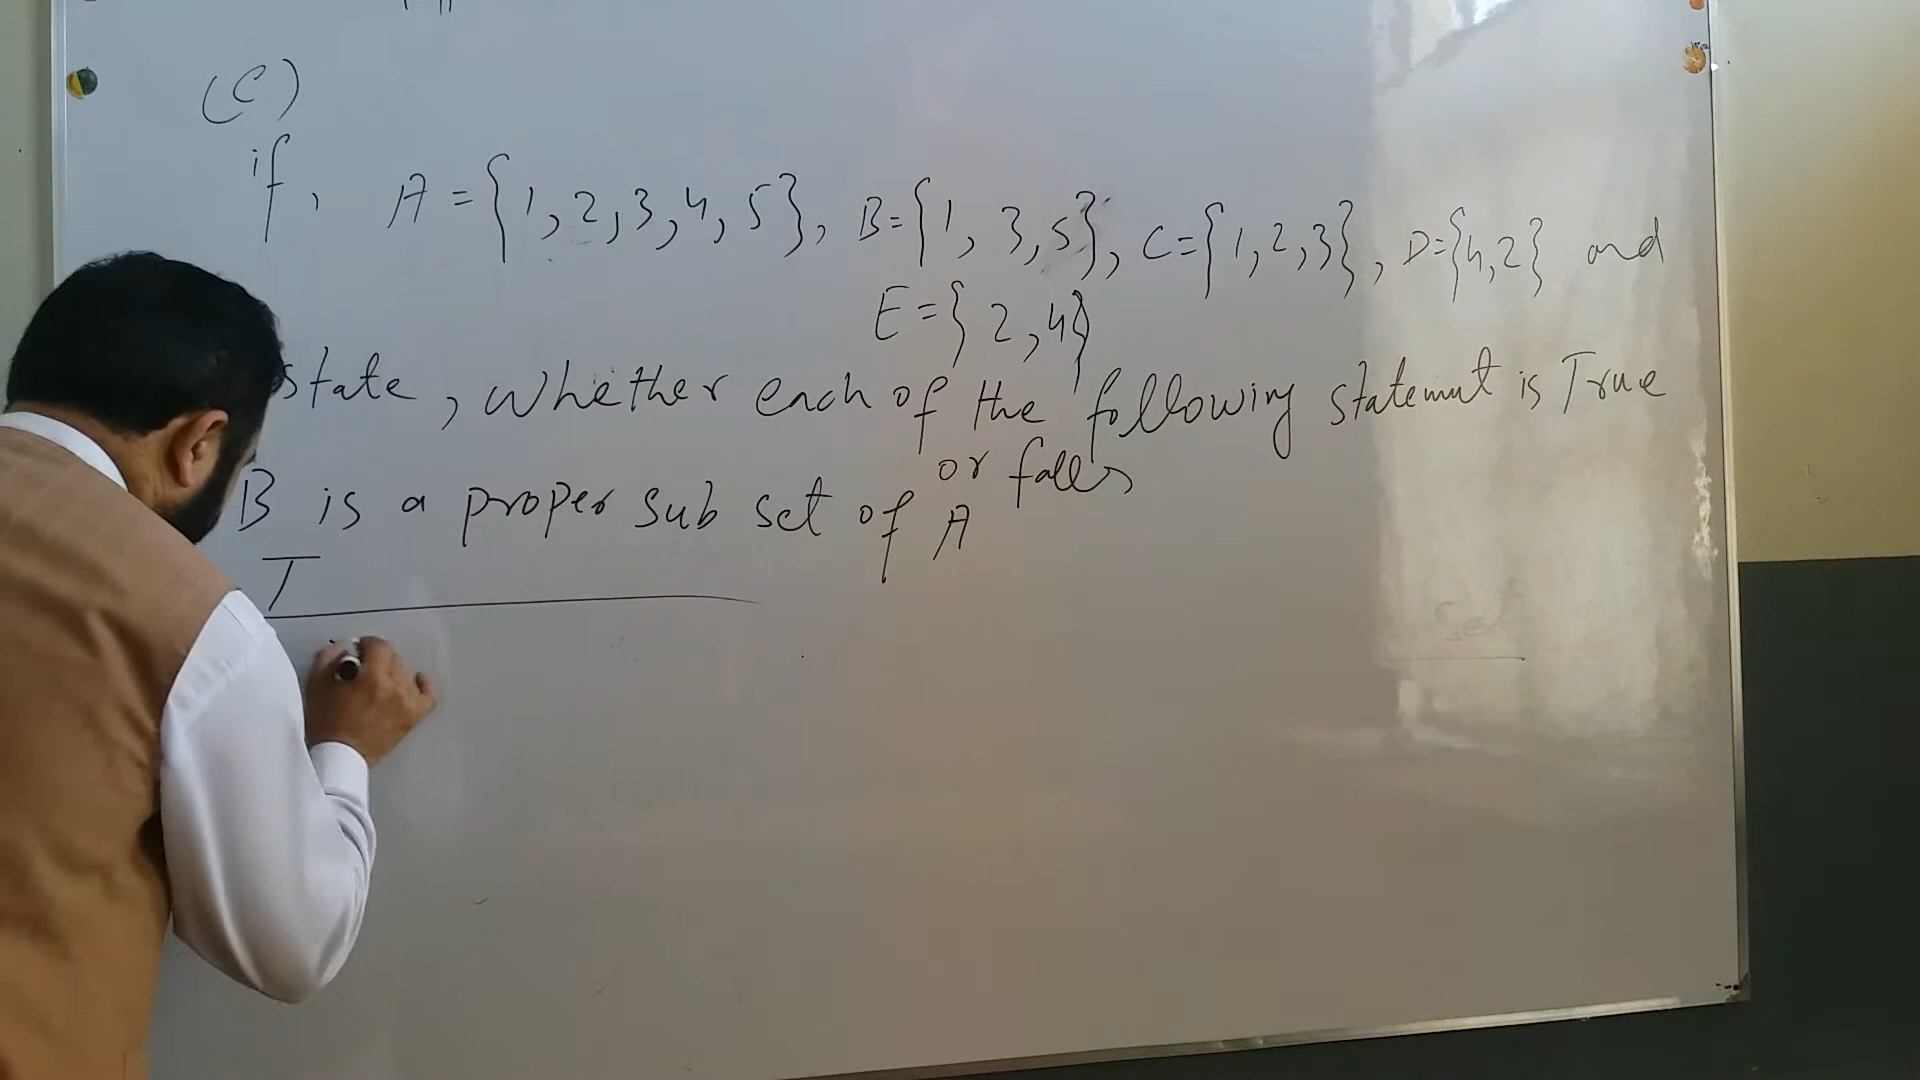 (C)
if, A = {1, 2, 3, 4, 5}, B = {1, 3, 5}, C = {1, 2, 3}, D = {4, 2} and
E = {2, 4}
state, whether each of the following statement is True
or falls
B is a proper sub set of A
T
Set